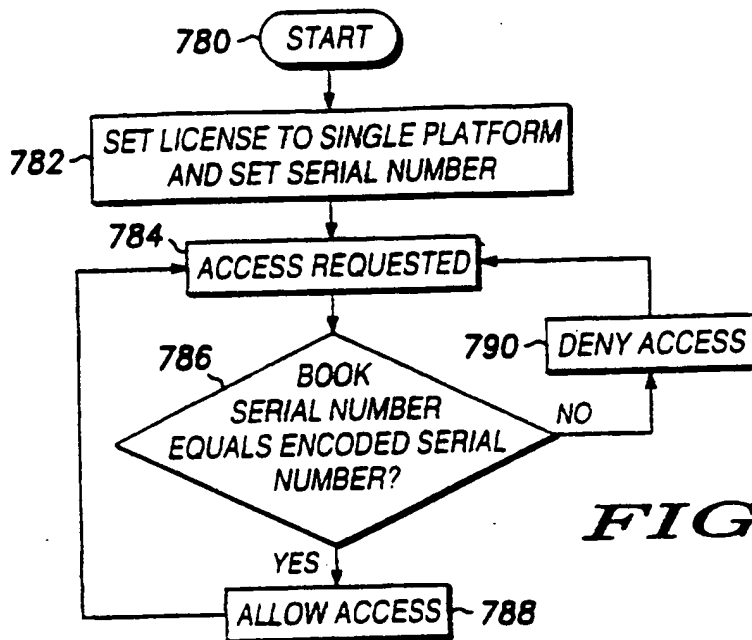 780
START
782
SET LICENSE TO SINGLE PLATFORM
AND SET SERIAL NUMBER
784
ACCESS REQUESTED
786
BOOK
SERIAL NUMBER
EQUALS ENCODED SERIAL
NUMBER?
NO
790
DENY ACCESS
YES
ALLOW ACCESS
788
FIG